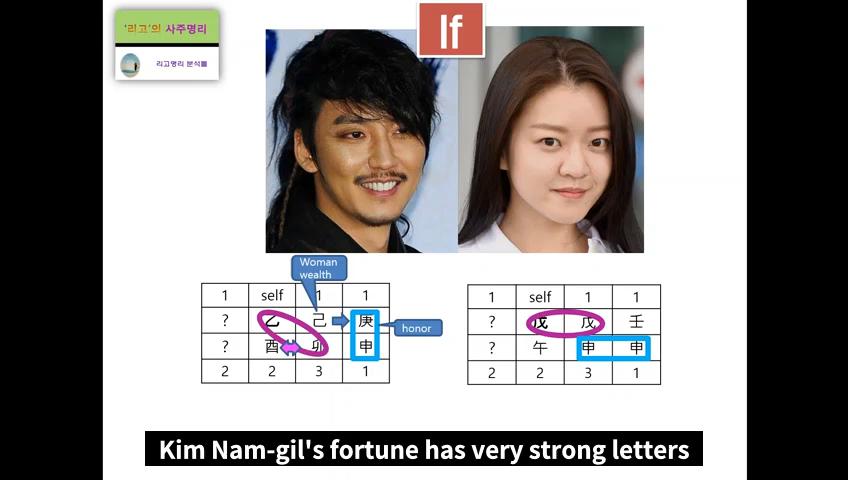 If
'리고'의 사주명리
리고명리 분석틀
Woman
wealth
1 self 1 1
? 乙 己 庚
? 酉 卯 申
2 2 3 1
honor
1 self 1 1
? 戊 戊 壬
? 午 申 申
2 2 3 1
Kim Nam-gil's fortune has very strong letters